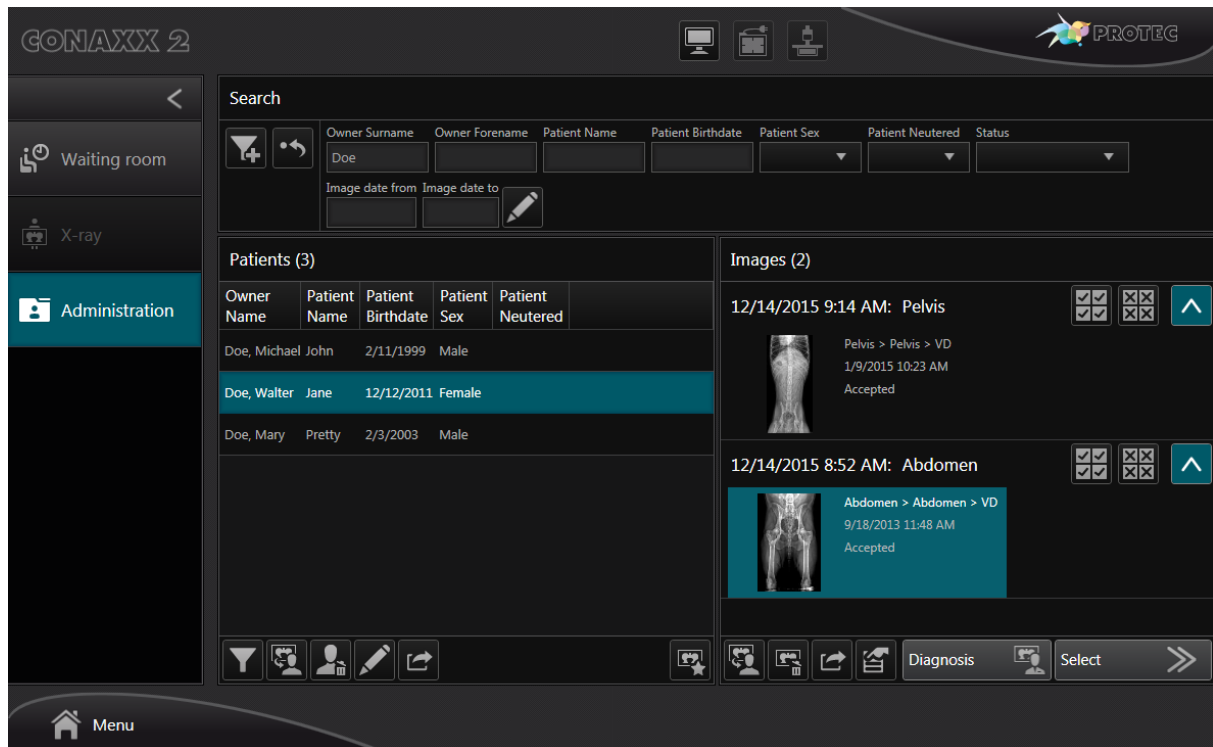 CONAXX 2
PROTEC
Search
Waiting room
Owner Surname Owner Forename Patient Name Patient Birthdate Patient Sex Patient Neutered Status
Doe
Image date from Image date to
X-ray
Patients (3)
Images (2)
Administration
Owner Name Patient Name Patient Birthdate Patient Sex Patient Neutered
12/14/2015 9:14 AM: Pelvis
Doe, Michael John 2/11/1999 Male
Pelvis > Pelvis > VD
1/9/2015 10:23 AM
Accepted
Doe, Walter Jane 12/12/2011 Female
Doe, Mary Pretty 2/3/2003 Male
12/14/2015 8:52 AM: Abdomen
Abdomen > Abdomen > VD
9/18/2013 11:48 AM
Accepted
Diagnosis
Select
Menu